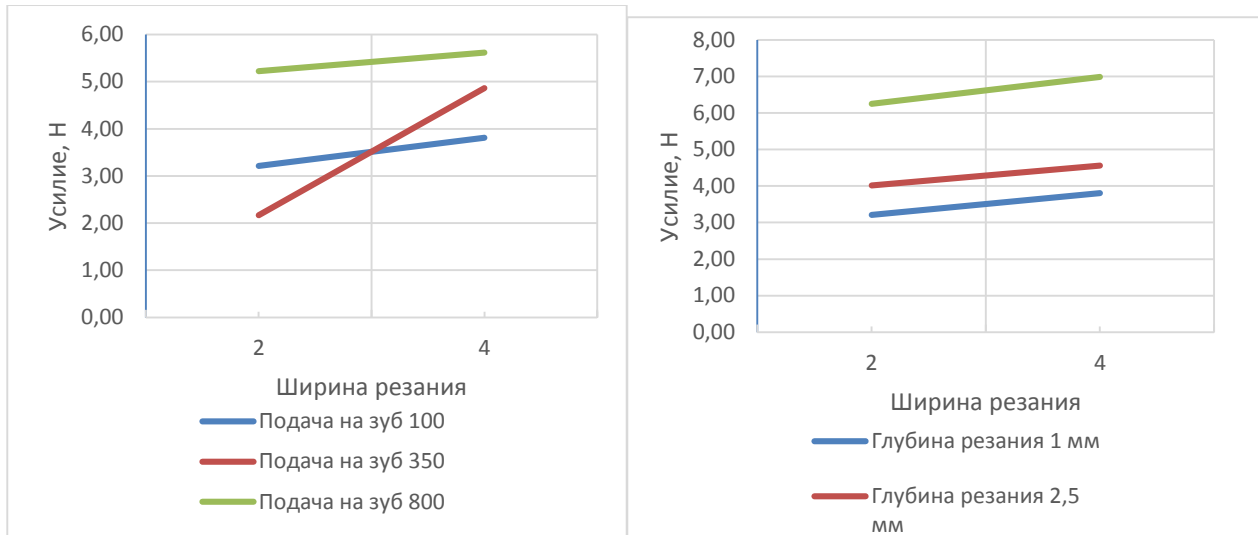 6,00
5,00
4,00
3,00
2,00
1,00
0,00
Усилие, Н
2
4
Ширина резания
Подача на зуб 100
Подача на зуб 350
Подача на зуб 800
8,00
7,00
6,00
5,00
4,00
3,00
2,00
1,00
0,00
Усилие, Н
2
4
Ширина резания
Глубина резания 1 мм
Глубина резания 2,5
мм